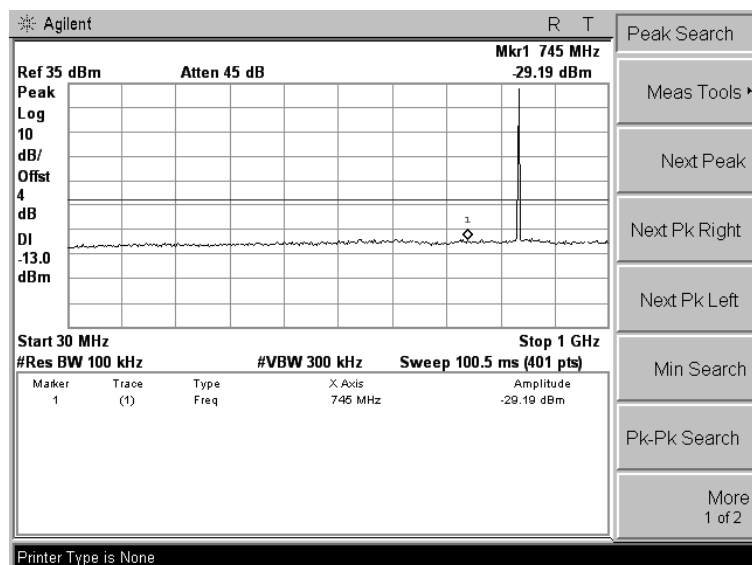 Agilent R T
Mkr1 745 MHz
Ref 35 dBm Atten 45 dB -29.19 dBm
Peak
Log
10
dB/
Offst
4
dB
DI
-13.0
dBm
1
Start 30 MHz Stop 1 GHz
#Res BW 100 kHz #VBW 300 kHz Sweep 100.5 ms (401 pts)
Marker Trace Type X Axis Amplitude
1 (1) Freq 745 MHz -29.19 dBm
Printer Type is None
Peak Search
Meas Tools
Next Peak
Next Pk Right
Next Pk Left
Min Search
Pk-Pk Search
More
1 of 2